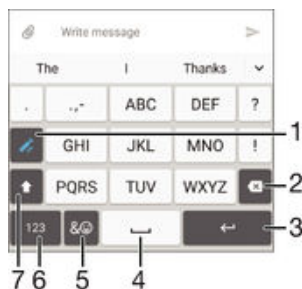 Write message
The I Thanks
. .,- ABC DEF ?
GHI JKL MNO ! 1
PQRS TUV WXYZ 2
123 &☺ 3
7 6 5 4